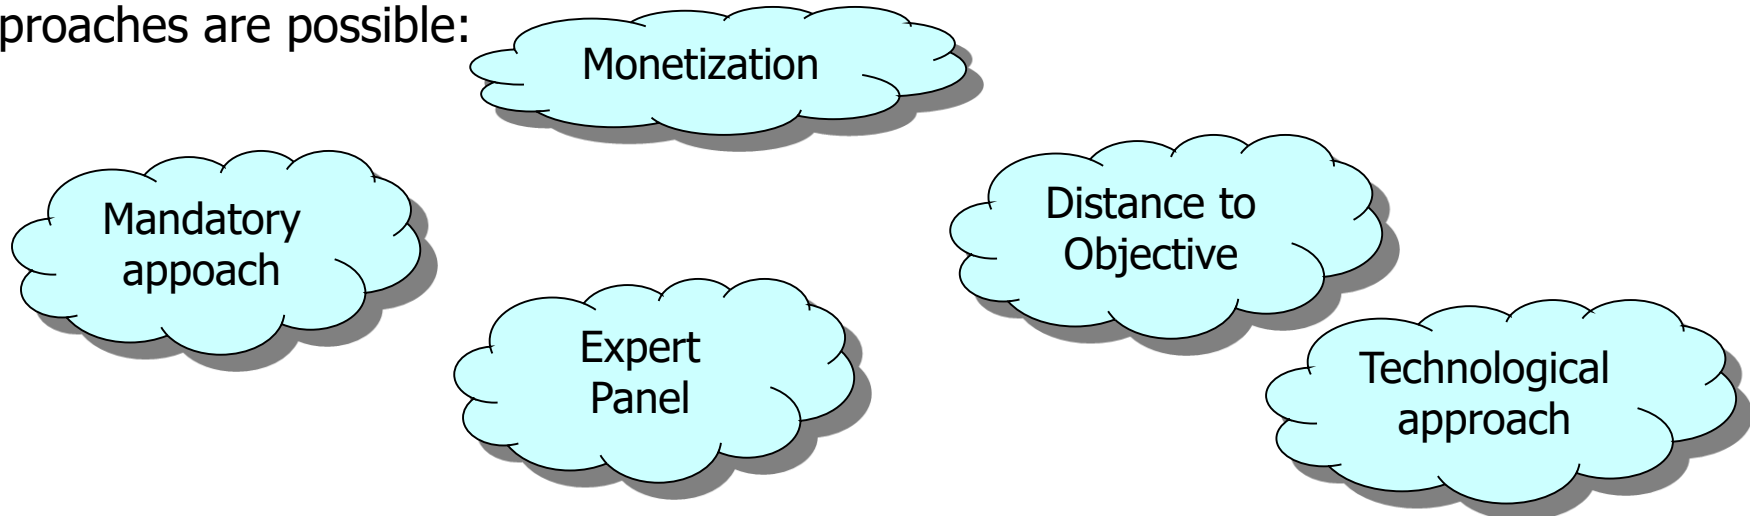 proaches are possible:
Monetization
Mandatory
appoach
Distance to
Objective
Expert
Panel
Technological
approach